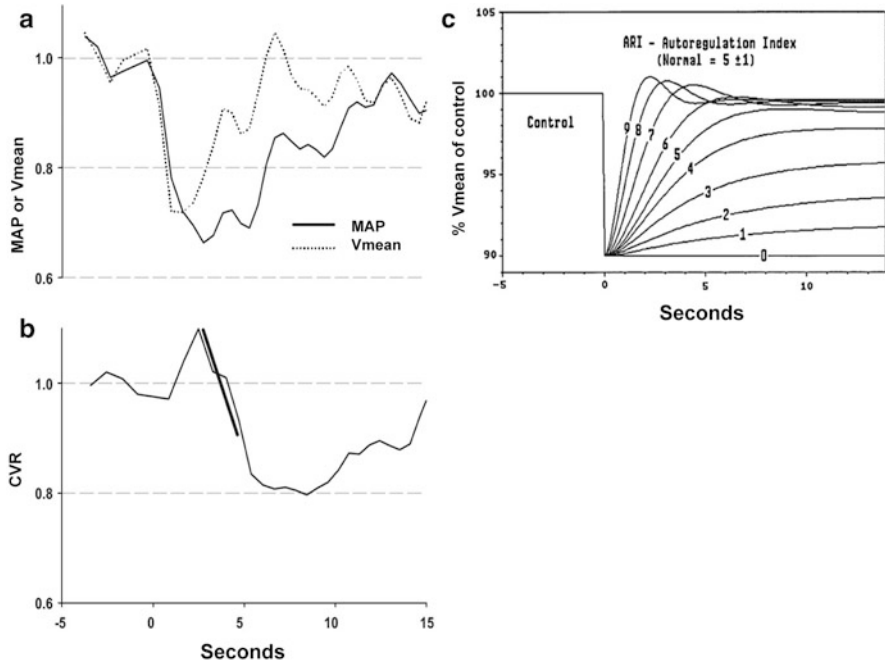 a
1.0
0.8
0.6
MAP or Vmean
MAP
Vmean
b
1.0
0.8
0.6
CVR
-5
0
5
10
15
Seconds
c
105
100
95
90
% Vmean of control
ARI - Autoregulation Index
(Normal = 5 ±1)
Control
9
8
7
6
5
4
3
2
1
0
-5
0
5
10
Seconds